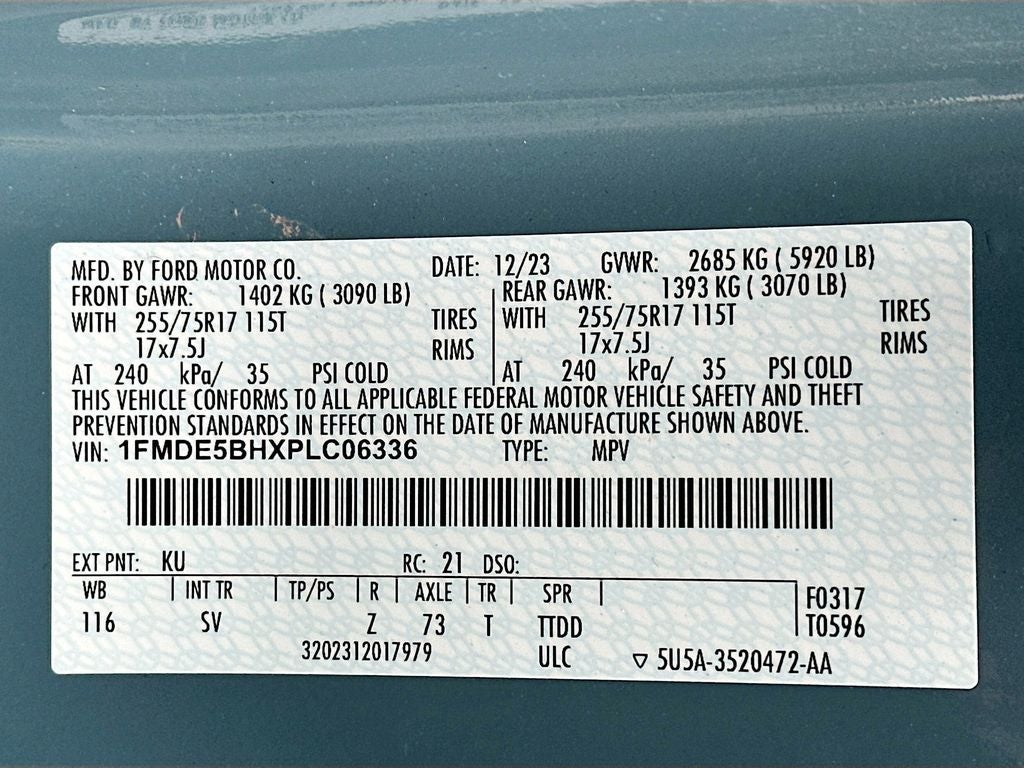 MFD. BY FORD MOTOR CO. DATE: 12/23 GVWR: 2685 KG ( 5920 LB)
FRONT GAWR: 1402 KG ( 3090 LB) REAR GAWR: 1393 KG ( 3070 LB)
WITH 255/75R17 115T TIRES WITH 255/75R17 115T TIRES
17x7.5J RIMS 17x7.5J RIMS
AT 240 kPa/ 35 PSI COLD AT 240 kPa/ 35 PSI COLD
THIS VEHICLE CONFORMS TO ALL APPLICABLE FEDERAL MOTOR VEHICLE SAFETY AND THEFT
PREVENTION STANDARDS IN EFFECT ON THE DATE OF MANUFACTURE SHOWN ABOVE.
VIN: 1FMDE5BHXPLC06336 TYPE: MPV
EXT PNT: KU RC: 21 DSO:
WB INT TR TP/PS R AXLE TR SPR F0317
116 SV Z 73 T TTDD T0596
3202312017979 ULC ▽ 5U5A-3520472-AA